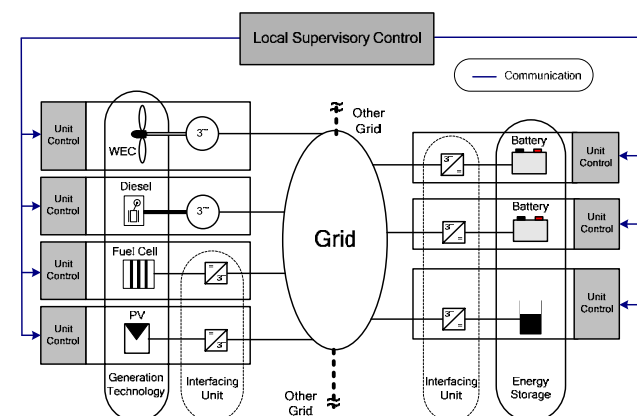 Local Supervisory Control
Communication
Other
Grid
Unit
Control
WEC
3~
Battery
Unit
Control
Unit
Control
Diesel
3~
Battery
Unit
Control
Grid
Unit
Control
Fuel Cell
Unit
Control
PV
Unit
Control
Generation
Technology
Interfacing
Unit
Other
Grid
Interfacing
Unit
Energy
Storage